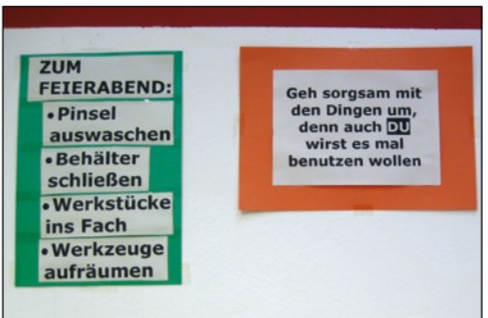 ZUM
FEIERABEND:
• Pinsel
auswaschen
• Behälter
schließen
• Werkstücke
ins Fach
• Werkzeuge
aufräumen
Geh sorgsam mit
den Dingen um,
denn auch DU
wirst es mal
benutzen wollen